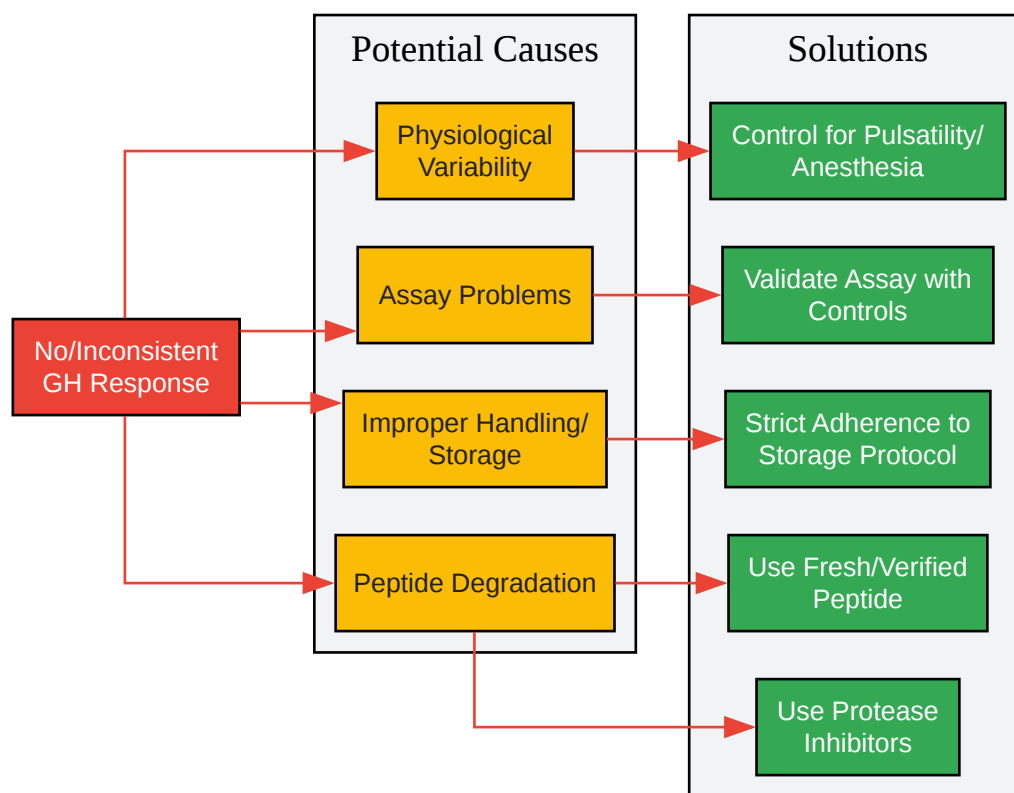 Potential Causes
Solutions
Physiological
Variability
Control for Pulsatility/
Anesthesia
Assay Problems
Validate Assay with
Controls
No/Inconsistent
GH Response
Improper Handling/
Storage
Strict Adherence to
Storage Protocol
Peptide Degradation
Use Fresh/Verified
Peptide
Use Protease
Inhibitors